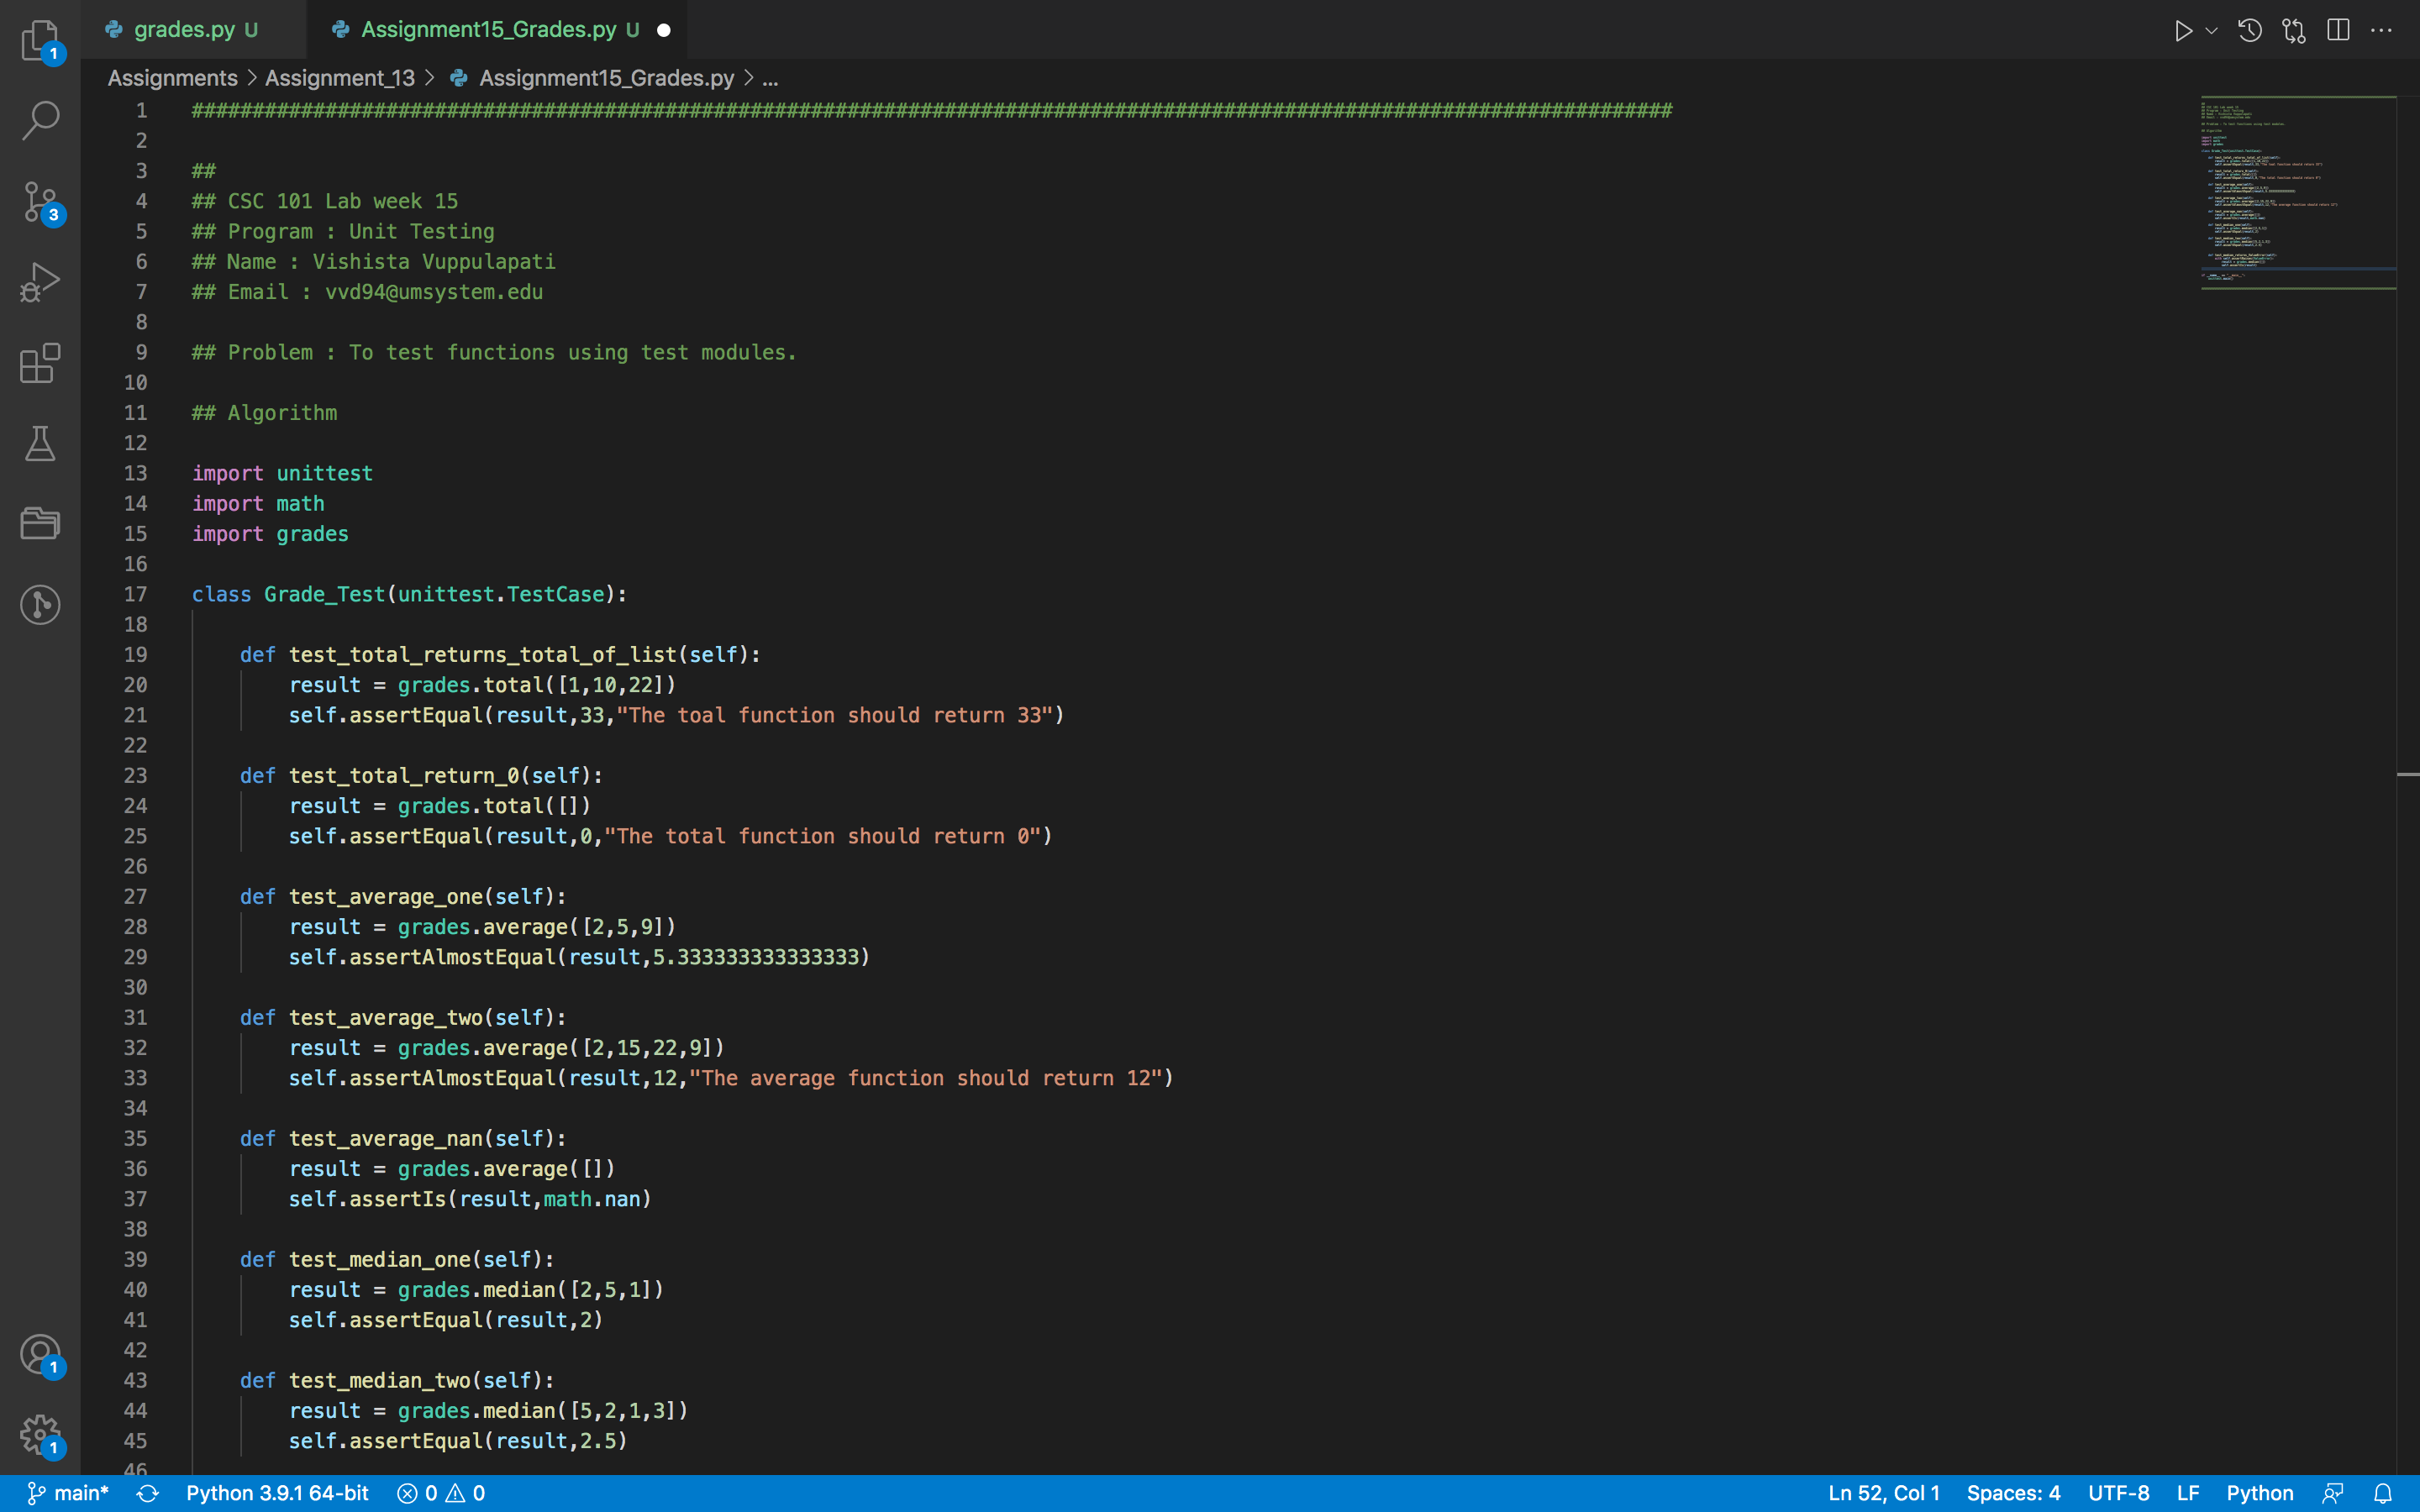 grades.py U
Assignment15_Grades.py U
Assignments > Assignment_13 > Assignment15_Grades.py > ...
1 ##########################################################################################################################
2
3 ##
4 ## CSC 101 Lab week 15
5 ## Program : Unit Testing
6 ## Name : Vishista Vuppulapati
7 ## Email : vvd94@umsystem.edu
8
9 ## Problem : To test functions using test modules.
10
11 ## Algorithm
12
13 import unittest
14 import math
15 import grades
16
17 class Grade_Test(unittest.TestCase):
18
19 def test_total_returns_total_of_list(self):
20 result = grades.total([1,10,22])
21 self.assertEqual(result,33,"The toal function should return 33")
22
23 def test_total_return_0(self):
24 result = grades.total([])
25 self.assertEqual(result,0,"The total function should return 0")
26
27 def test_average_one(self):
28 result = grades.average([2,5,9])
29 self.assertAlmostEqual(result,5.333333333333333)
30
31 def test_average_two(self):
32 result = grades.average([2,15,22,9])
33 self.assertAlmostEqual(result,12,"The average function should return 12")
34
35 def test_average_nan(self):
36 result = grades.average([])
37 self.assertIs(result,math.nan)
38
39 def test_median_one(self):
40 result = grades.median([2,5,1])
41 self.assertEqual(result,2)
42
43 def test_median_two(self):
44 result = grades.median([5,2,1,3])
45 self.assertEqual(result,2.5)
46
1
3
1
1
main* Python 3.9.1 64-bit 0 0 Ln 52, Col 1 Spaces: 4 UTF-8 LF Python